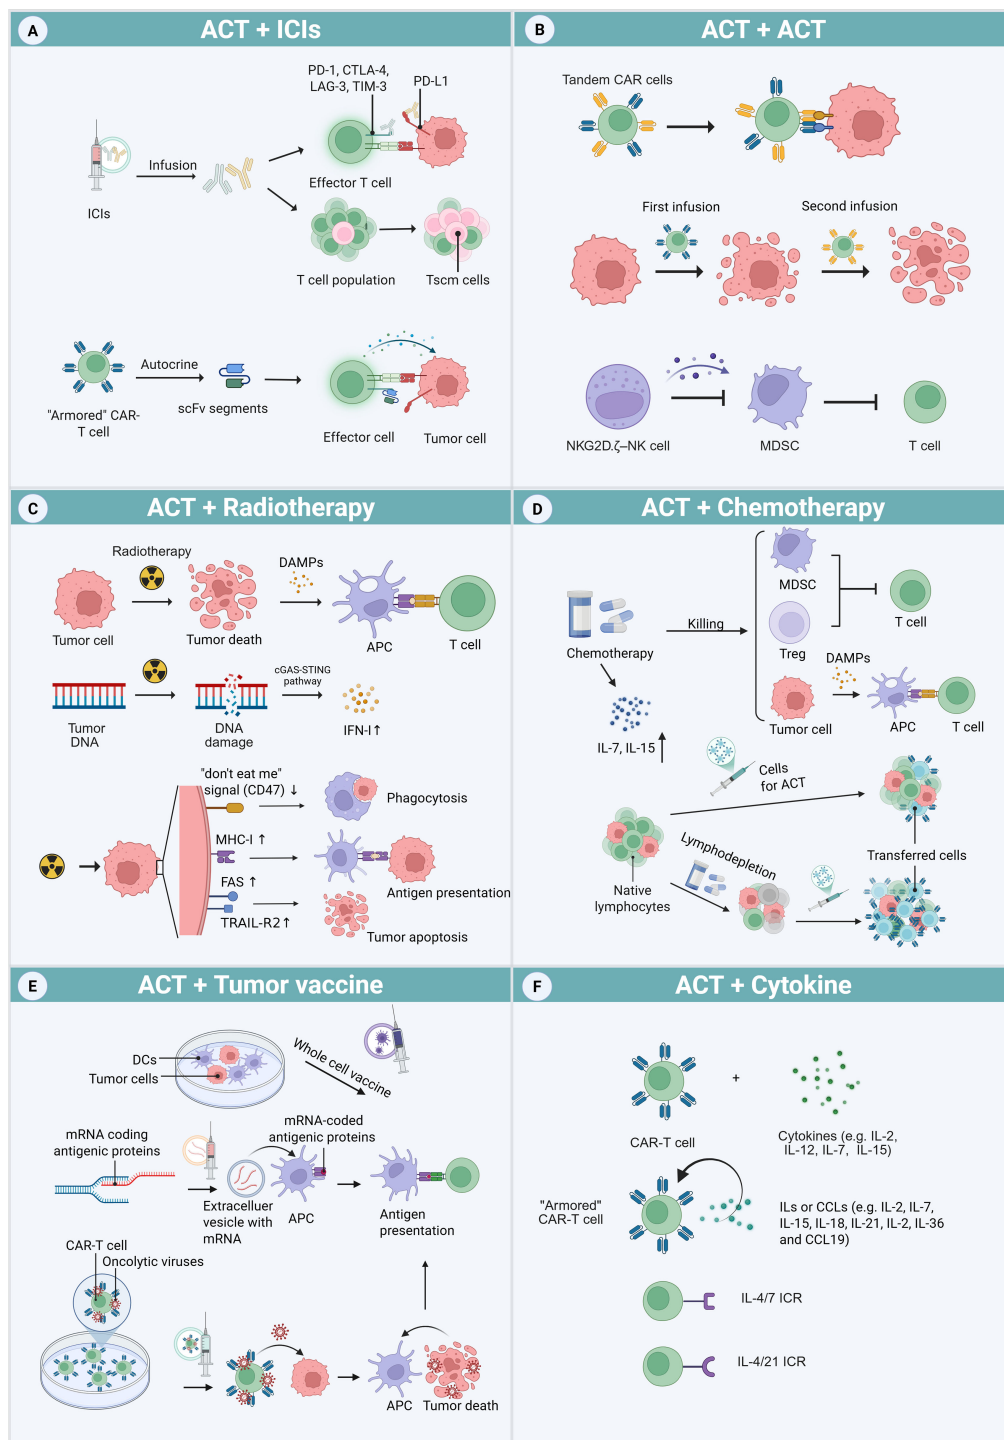 A
ACT + ICIs
PD-1, CTLA-4,
LAG-3, TIM-3
PD-L1
Infusion
ICIs
Effector T cell
T cell population
Tscm cells
Autocrine
"Armored" CAR-
T cell
scFv segments
Effector cell
Tumor cell
B
ACT + ACT
Tandem CAR cells
First infusion
Second infusion
NKG2D.ζ–NK cell
MDSC
T cell
C
ACT + Radiotherapy
Radiotherapy
DAMPs
Tumor cell
Tumor death
APC
T cell
cGAS-STING
pathway
Tumor
DNA
DNA
damage
IFN-I↑
"don't eat me"
signal (CD47) ↓
Phagocytosis
MHC-I ↑
Antigen presentation
FAS ↑
TRAIL-R2↑
Tumor apoptosis
D
ACT + Chemotherapy
MDSC
T cell
Killing
Chemotherapy
Treg
DAMPs
Tumor cell
APC
T cell
IL-7, IL-15
Cells
for ACT
Lymphodepletion
Transferred cells
Native
lymphocytes
E
ACT + Tumor vaccine
DCs
Tumor cells
Whole cell vaccine
mRNA coding
antigenic proteins
mRNA-coded
antigenic proteins
Extracelluer
vesicle with
mRNA
APC
Antigen
presentation
CAR-T cell
Oncolytic viruses
APC
Tumor death
F
ACT + Cytokine
+
CAR-T cell
Cytokines (e.g. IL-2,
IL-12, IL-7, IL-15)
"Armored"
CAR-T cell
ILs or CCLs (e.g. IL-2, IL-7,
IL-15, IL-18, IL-21, IL-2, IL-36
and CCL19)
IL-4/7 ICR
IL-4/21 ICR